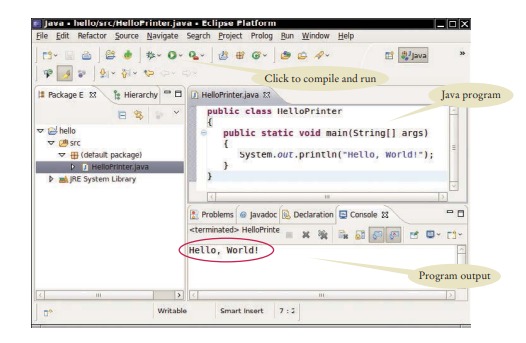 Java - hello/src/HelloPrinter.java - Eclipse Platform
File Edit Refactor Source Navigate Search Project Prolog Run Window Help
Java
Click to compile and run
Package E Hierarchy
HelloPrinter.java
Java program
public class HelloPrinter
{
public static void main(String[] args)
{
System.out.println("Hello, World!");
}
}
hello
src
(default package)
HelloPrinter.java
JRE System Library
Problems @ Javadoc Declaration Console
<terminated> HelloPrinte
Hello, World!
Program output
Writable Smart Insert